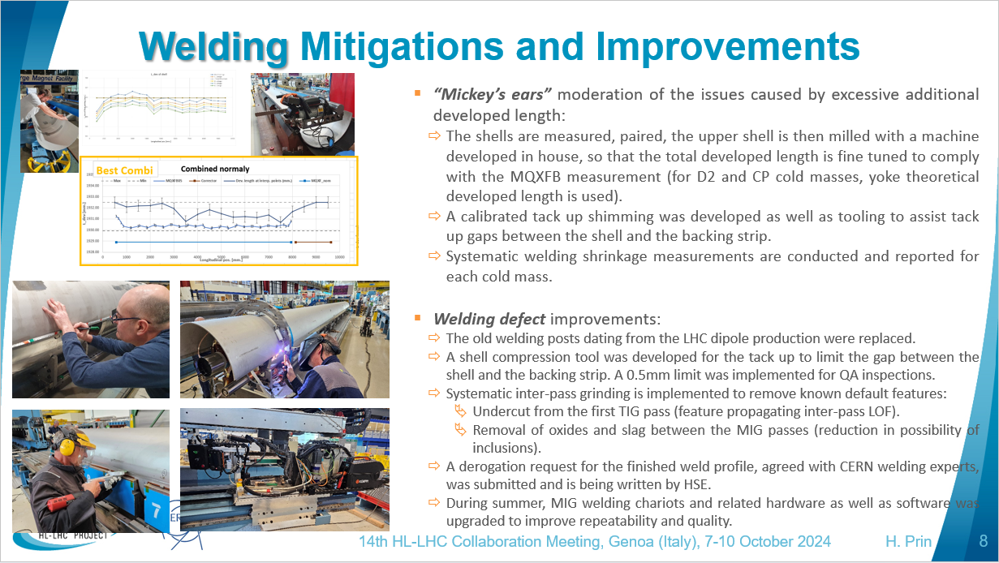 Welding Mitigations and Improvements
rge Magnet Facility
Best Combi
Combined normaly
Max
Min
MQXFB05
Corrector
Dev. length at interp. points (mm.)
MQXF_nom
1934.00
1933.00
1932.00
1931.00
1930.00
1929.00
1928.00
0 1000 2000 3000 4000 5000 6000 7000 8000 9000 10000
Longitudinal pos. [mm.]
“Mickey’s ears” moderation of the issues caused by excessive additional
developed length:
⇨ The shells are measured, paired, the upper shell is then milled with a machine
developed in house, so that the total developed length is fine tuned to comply
with the MQXFB measurement (for D2 and CP cold masses, yoke theoretical
developed length is used).
⇨ A calibrated tack up shimming was developed as well as tooling to assist tack
up gaps between the shell and the backing strip.
⇨ Systematic welding shrinkage measurements are conducted and reported for
each cold mass.
Welding defect improvements:
⇨ The old welding posts dating from the LHC dipole production were replaced.
⇨ A shell compression tool was developed for the tack up to limit the gap between the
shell and the backing strip. A 0.5mm limit was implemented for QA inspections.
⇨ Systematic inter-pass grinding is implemented to remove known default features:
Undercut from the first TIG pass (feature propagating inter-pass LOF).
Removal of oxides and slag between the MIG passes (reduction in possibility of
inclusions).
⇨ A derogation request for the finished weld profile, agreed with CERN welding experts,
was submitted and is being written by HSE.
⇨ During summer, MIG welding chariots and related hardware as well as software was
upgraded to improve repeatability and quality.
7
HL-LHC PROJECT
14th HL-LHC Collaboration Meeting, Genoa (Italy), 7-10 October 2024
H. Prin
8